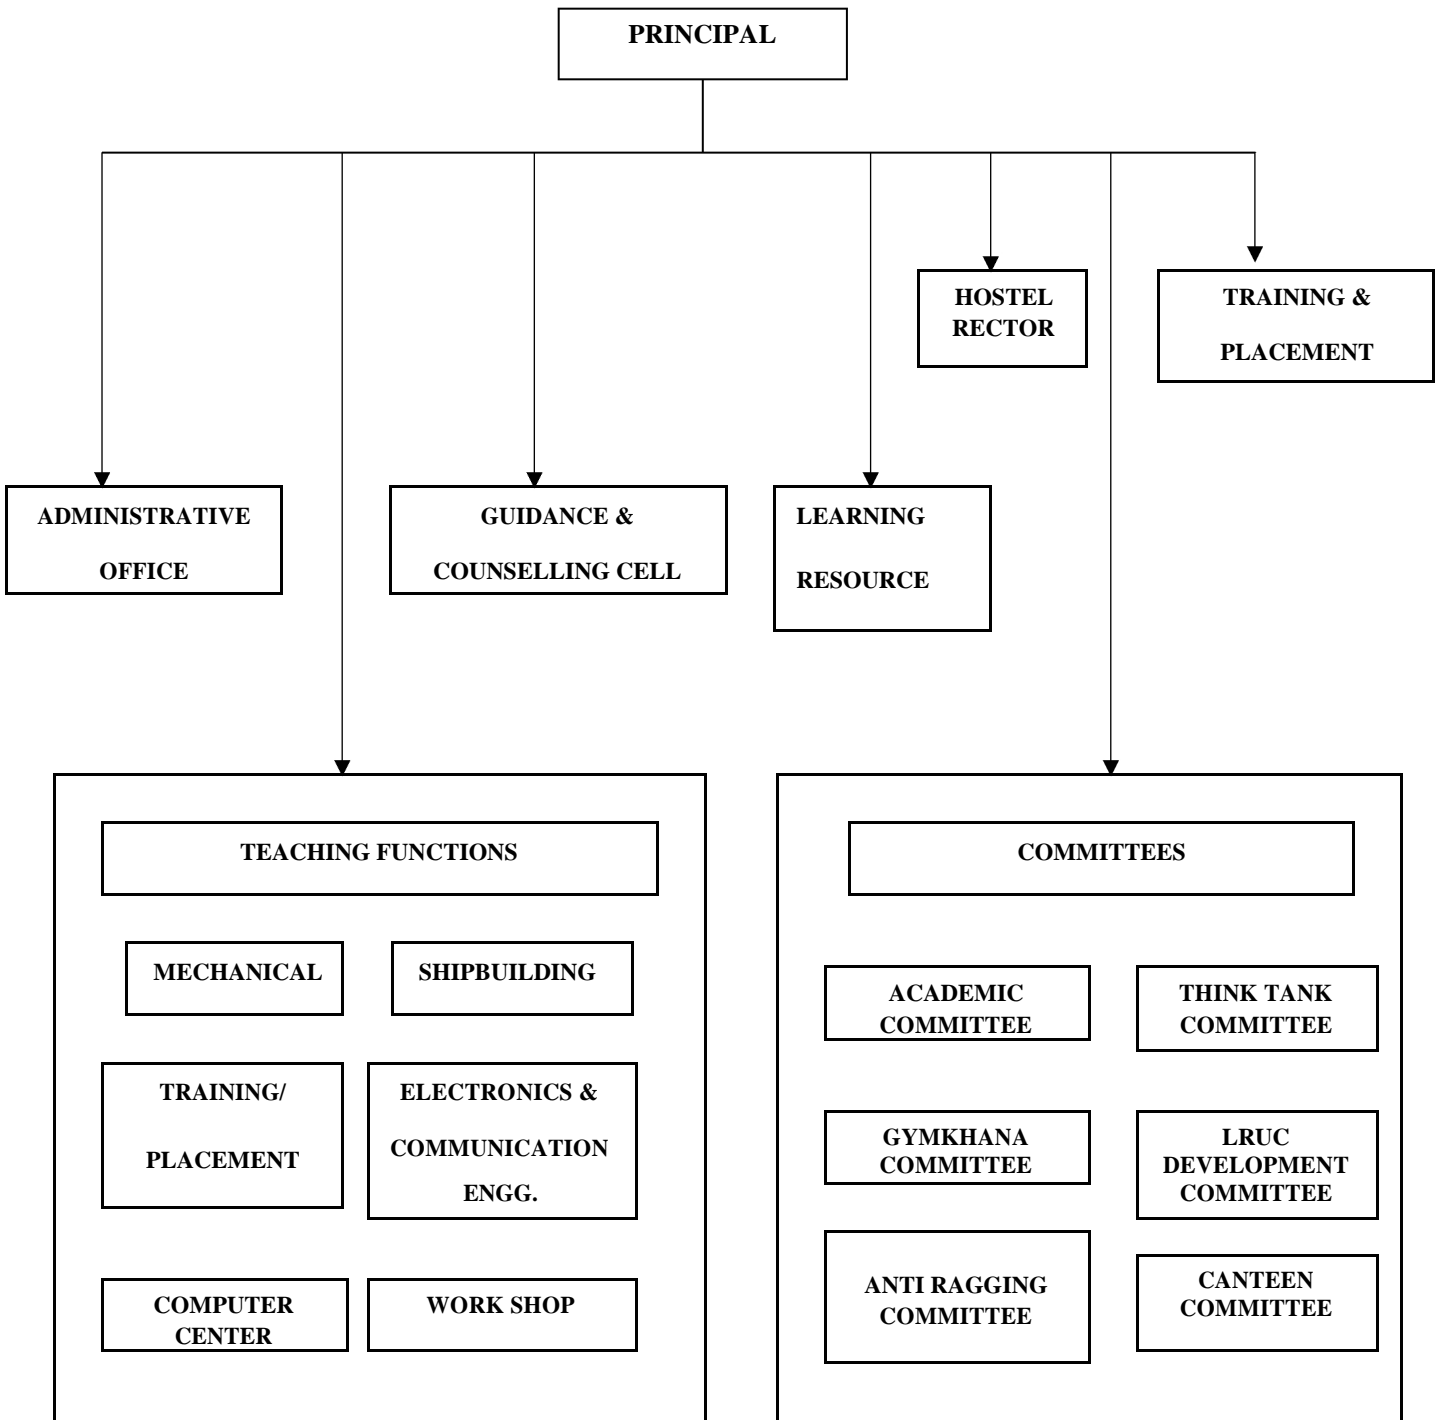 PRINCIPAL
HOSTEL
RECTOR
TRAINING &
PLACEMENT
ADMINISTRATIVE
OFFICE
GUIDANCE &
COUNSELLING CELL
LEARNING
RESOURCE
TEACHING FUNCTIONS
MECHANICAL
SHIPBUILDING
TRAINING/
PLACEMENT
ELECTRONICS &
COMMUNICATION
ENGG.
COMPUTER
CENTER
WORK SHOP
COMMITTEES
ACADEMIC
COMMITTEE
THINK TANK
COMMITTEE
GYMKHANA
COMMITTEE
LRUC
DEVELOPMENT
COMMITTEE
ANTI RAGGING
COMMITTEE
CANTEEN
COMMITTEE